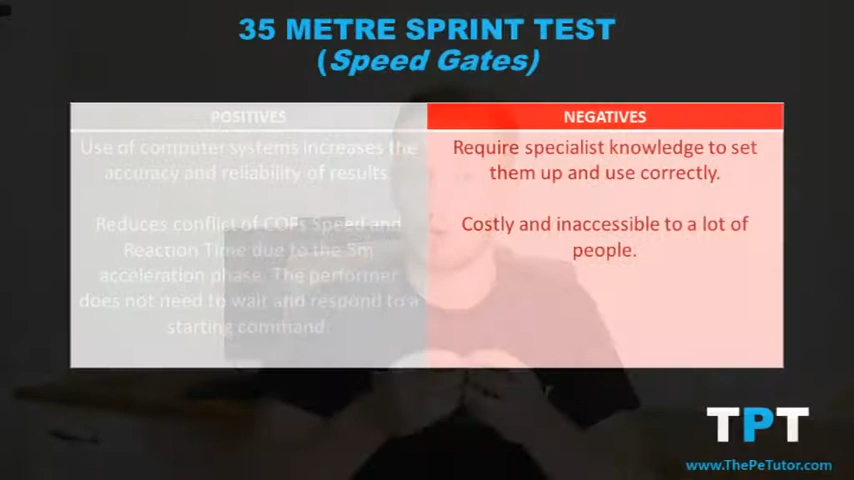 35 METRE SPRINT TEST
(Speed Gates)
POSITIVES
Use of computer systems increases the
accuracy and reliability of results.
Reduces conflict of COFs Speed and
Reaction Time due to the 5m
acceleration phase. The performer
does not need to wait and respond to a
starting command.
NEGATIVES
Require specialist knowledge to set
them up and use correctly.
Costly and inaccessible to a lot of
people.
TPT
www.ThePeTutor.com